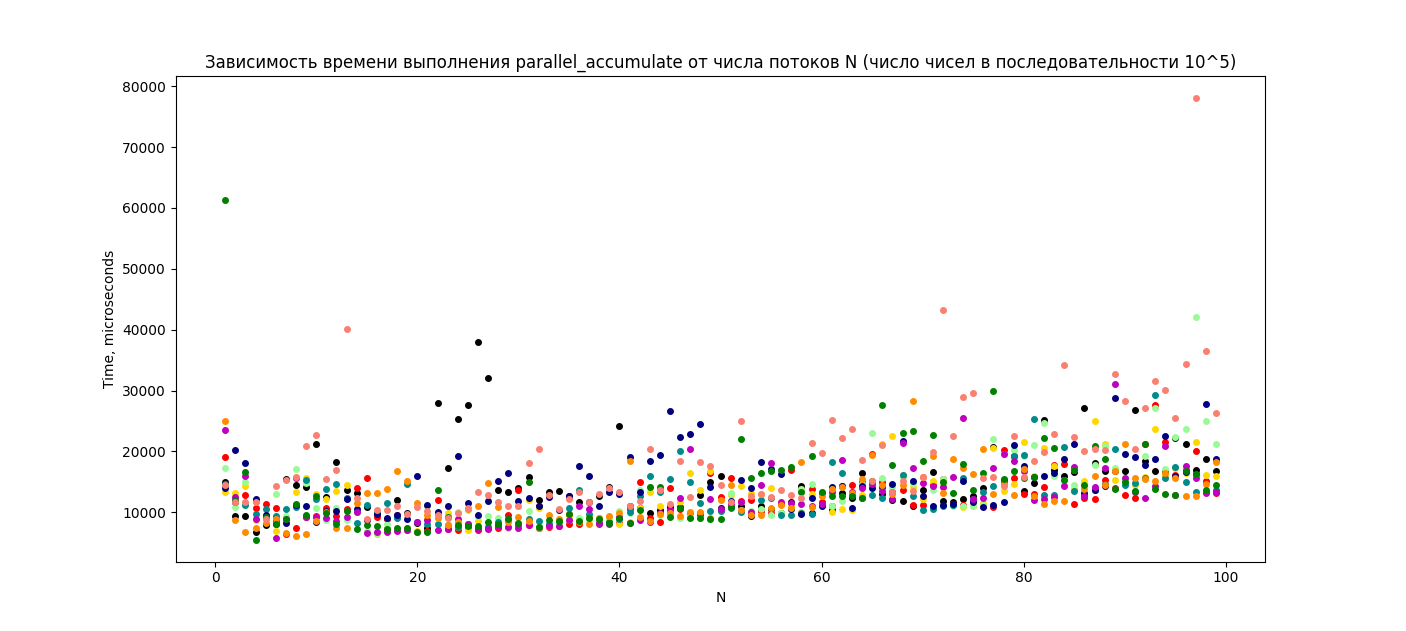 Зависимость времени выполнения parallel_accumulate от числа потоков N (число чисел в последовательности 10^5)
80000
70000
60000
50000
40000
30000
20000
10000
Time, microseconds
0 20 40 60 80 100
N